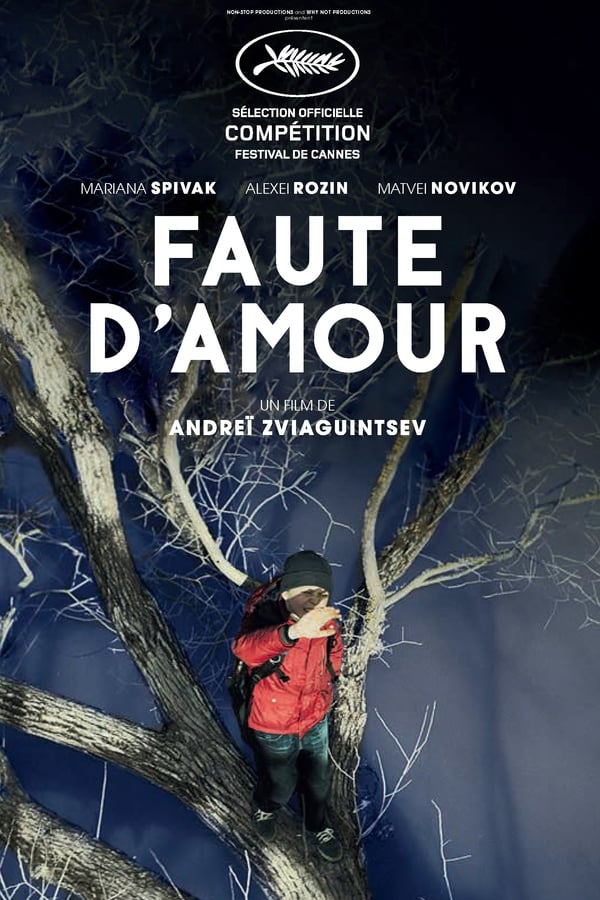 NON-STOP PRODUCTIONS and WHY NOT PRODUCTIONS
présentent
SÉLECTION OFFICIELLE
COMPÉTITION
FESTIVAL DE CANNES
MARIANA SPIVAK ALEXEI ROZIN MATVEI NOVIKOV
FAUTE
D'AMOUR
UN FILM DE
ANDREÏ ZVIAGUINTSEV